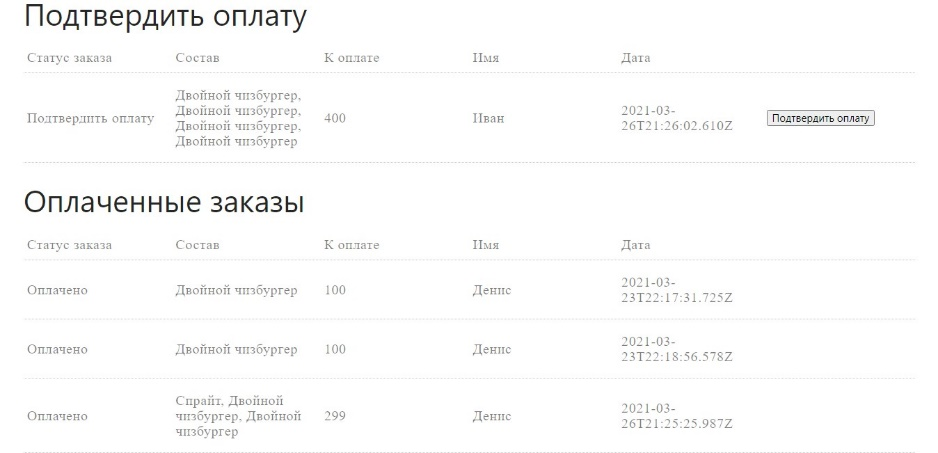 Подтвердить оплату
Статус заказа Состав К оплате Имя Дата
Подтвердить оплату Двойной чизбургер, Двойной чизбургер, Двойной чизбургер, Двойной чизбургер 400 Иван 2021-03-26T21:26:02.610Z Подтвердить оплату
Оплаченные заказы
Статус заказа Состав К оплате Имя Дата
Оплачено Двойной чизбургер 100 Денис 2021-03-23T22:17:31.725Z
Оплачено Двойной чизбургер 100 Денис 2021-03-23T22:18:56.578Z
Оплачено Спрайт, Двойной чизбургер, Двойной чизбургер 299 Денис 2021-03-26T21:25:25.987Z